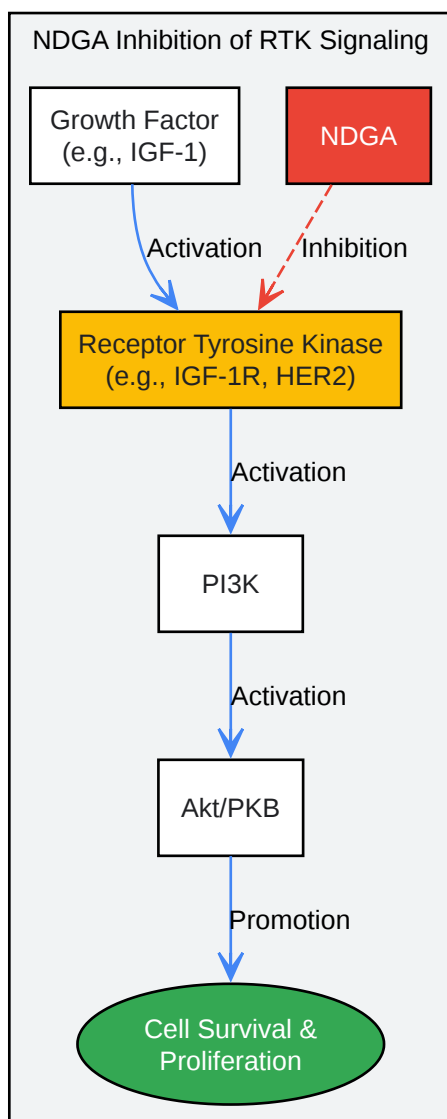 NDGA Inhibition of RTK Signaling
Growth Factor
(e.g., IGF-1)
NDGA
Activation
Inhibition
Receptor Tyrosine Kinase
(e.g., IGF-1R, HER2)
Activation
PI3K
Activation
Akt/PKB
Promotion
Cell Survival &
Proliferation